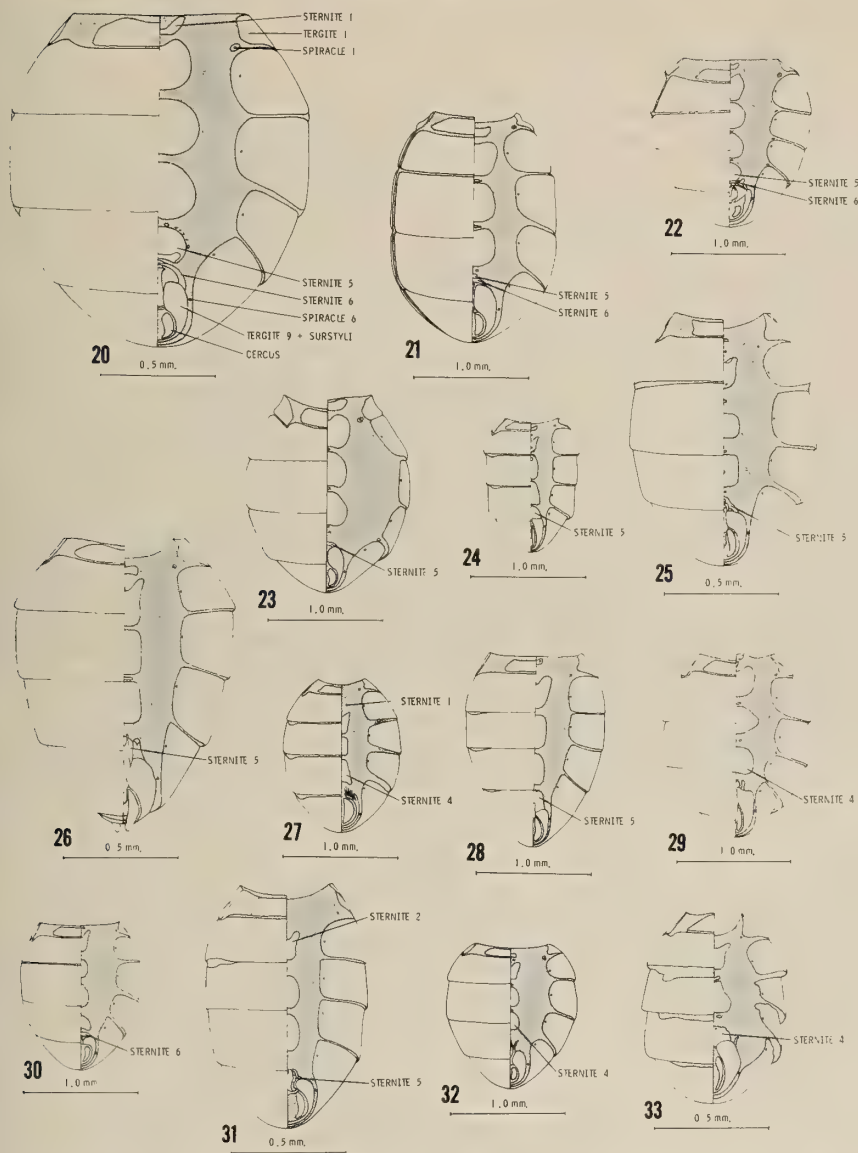 STERNITE 1
TERGITE 1
SPIRACLE 1
STERNITE 5
STERNITE 6
SPIRACLE 6
TERGITE 9 + SURSTYLI
CERCUS
20
0.5 mm.
STERNITE 5
STERNITE 6
21
1.0 mm.
STERNITE 5
STERNITE 6
22
1.0 mm.
STERNITE 5
23
1.0 mm.
STERNITE 5
24
1.0 mm.
STERNITE 5
25
0.5 mm.
STERNITE 5
26
0 5 mm.
STERNITE 1
STERNITE 4
27
1.0 mm.
STERNITE 5
28
1.0 mm.
STERNITE 4
29
1 0 mm.
STERNITE 6
30
1.0 mm.
STERNITE 2
STERNITE 5
31
0.5 mm.
STERNITE 4
32
1.0 mm.
STERNITE 4
33
0.5 mm.